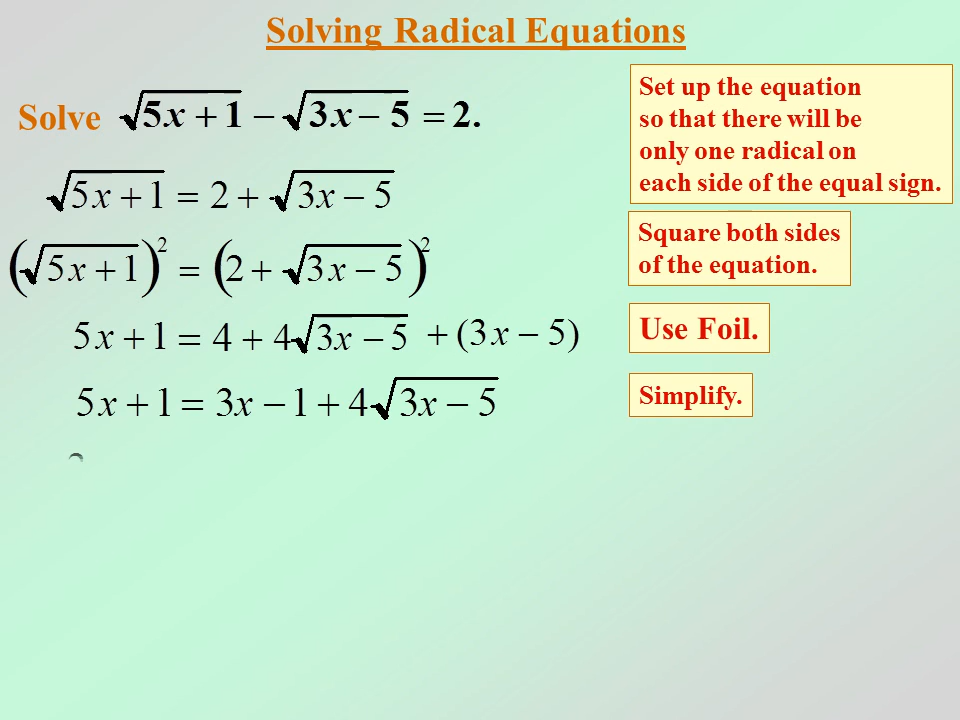 Solving Radical Equations
Solve √(5x + 1) − √(3x − 5) = 2.
Set up the equation
so that there will be
only one radical on
each side of the equal sign.
√(5x + 1) = 2 + √(3x − 5)
(√(5x + 1))² = (2 + √(3x − 5))²
Square both sides
of the equation.
5x + 1 = 4 + 4√(3x − 5) + (3x − 5)
Use Foil.
5x + 1 = 3x − 1 + 4√(3x − 5)
Simplify.